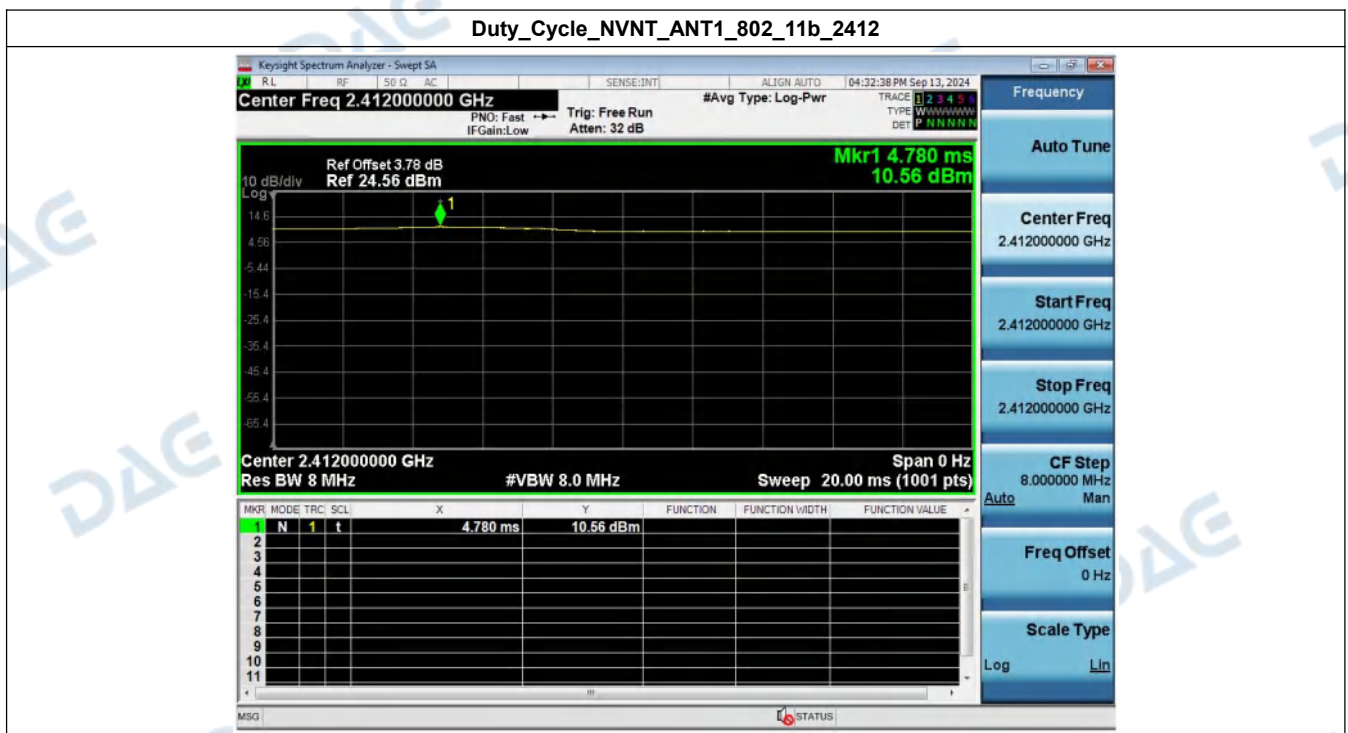 Duty_Cycle_NVNT_ANT1_802_11b_2412
Keysight Spectrum Analyzer - Swept SA
LXI RL RF 50 Ω AC SENSE:INT ALIGN AUTO 04:32:38 PM Sep 13, 2024
Center Freq 2.412000000 GHz
PNO: Fast
IFGain:Low
Trig: Free Run
Atten: 32 dB
#Avg Type: Log-Pwr
TRACE 1 2 3 4 5 6
TYPE WWWWWW
DET P N N N N N
Mkr1 4.780 ms
10.56 dBm
Ref Offset 3.78 dB
10 dB/div Ref 24.56 dBm
Log
1
14.6
4.56
-5.44
-15.4
-25.4
-35.4
-45.4
-55.4
-65.4
Center 2.412000000 GHz Span 0 Hz
Res BW 8 MHz #VBW 8.0 MHz Sweep 20.00 ms (1001 pts)
MKR MODE TRC SCL X Y FUNCTION FUNCTION WIDTH FUNCTION VALUE
1 N 1 t 4.780 ms 10.56 dBm
2
3
4
5
6
7
8
9
10
11
MSG STATUS
Frequency
Auto Tune
Center Freq
2.412000000 GHz
Start Freq
2.412000000 GHz
Stop Freq
2.412000000 GHz
CF Step
8.000000 MHz
Auto Man
Freq Offset
0 Hz
Scale Type
Log Lin
DAG